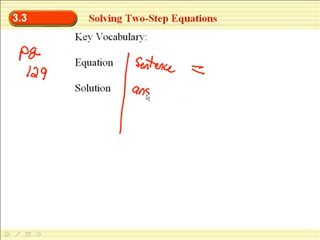 3.3 Solving Two-Step Equations
Key Vocabulary:
pg
129
Equation sentence =
Solution ans